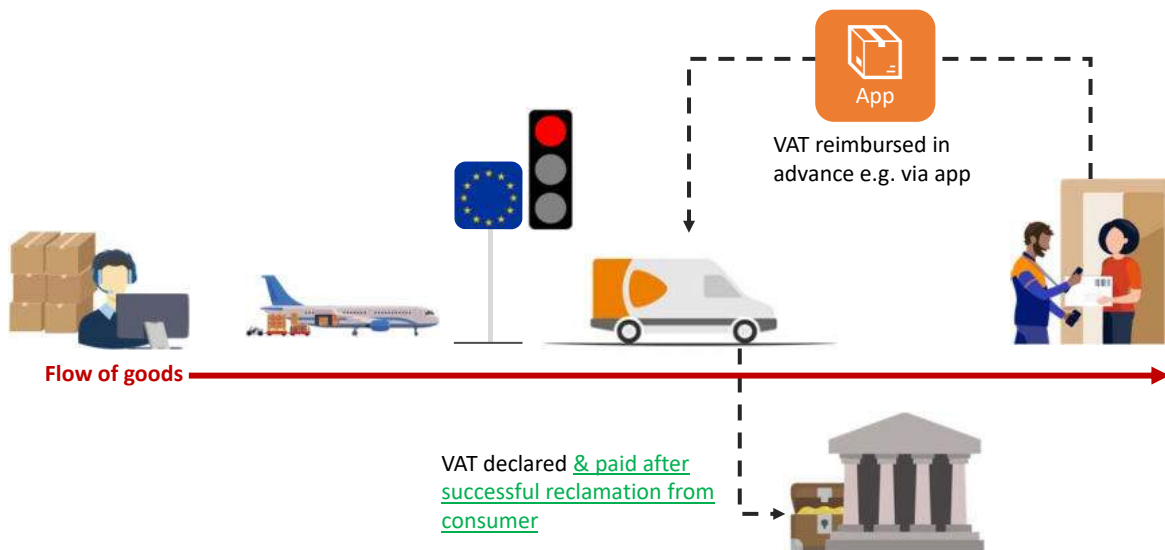 App
VAT reimbursed in
advance e.g. via app
Flow of goods
VAT declared & paid after
successful reclamation from
consumer